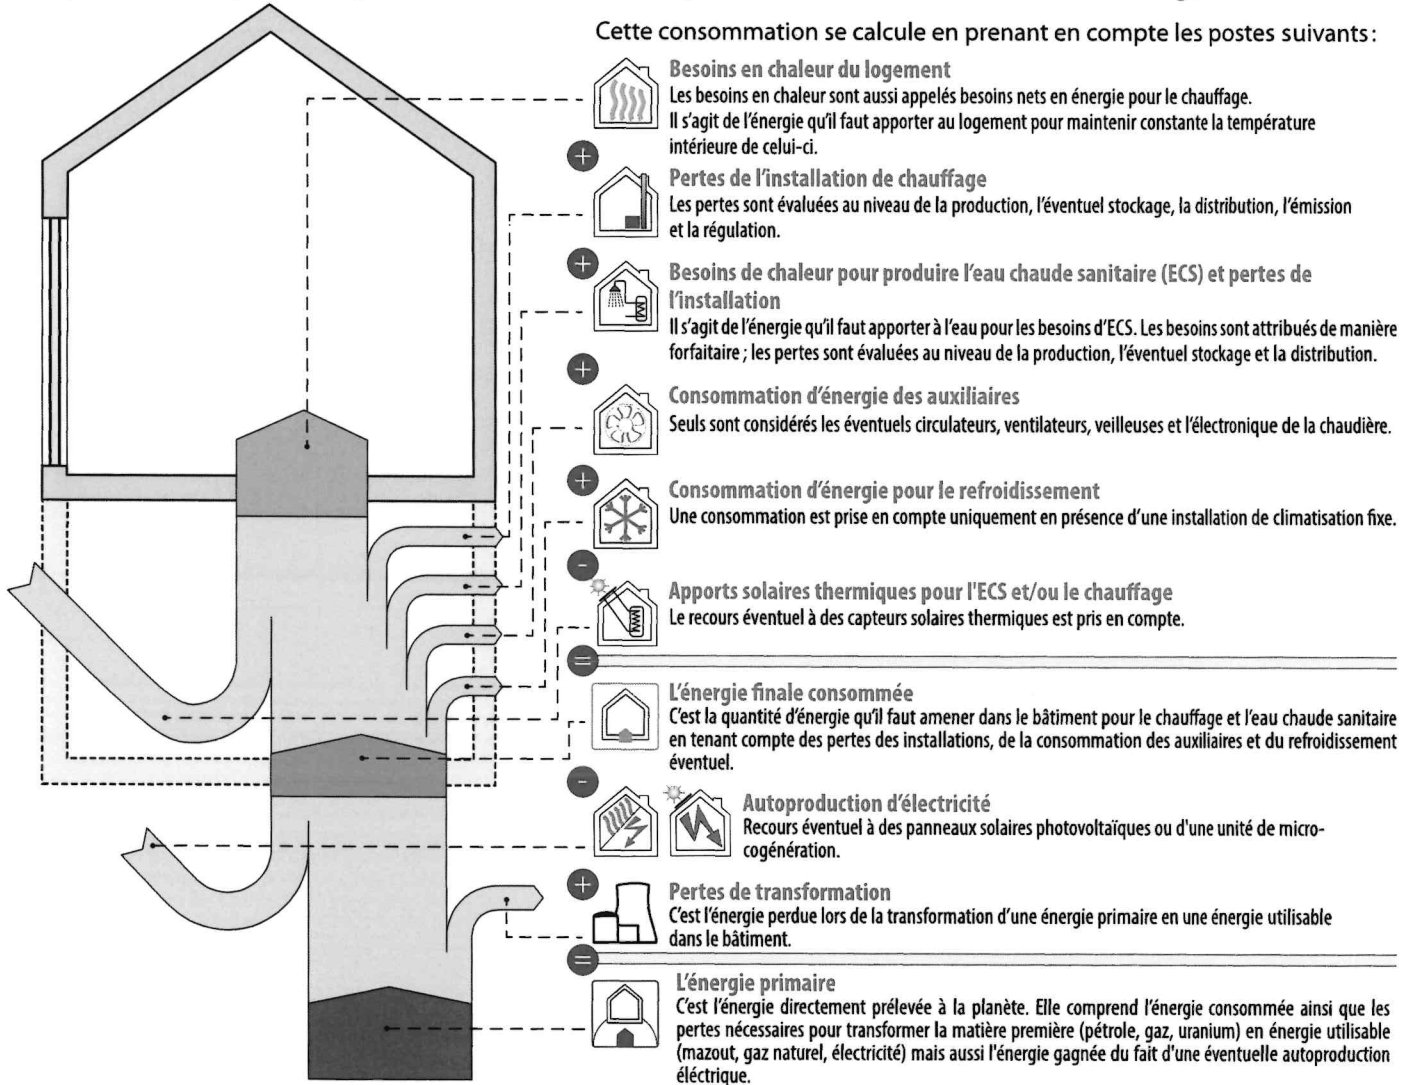 Cette consommation se calcule en prenant en compte les postes suivants :
Besoins en chaleur du logement
Les besoins en chaleur sont aussi appelés besoins nets en énergie pour le chauffage.
Il s'agit de l'énergie qu'il faut apporter au logement pour maintenir constante la température
intérieure de celui-ci.
+
Pertes de l'installation de chauffage
Les pertes sont évaluées au niveau de la production, l'éventuel stockage, la distribution, l'émission
et la régulation.
+
Besoins de chaleur pour produire l'eau chaude sanitaire (ECS) et pertes de
l'installation
Il s'agit de l'énergie qu'il faut apporter à l'eau pour les besoins d'ECS. Les besoins sont attribués de manière
forfaitaire ; les pertes sont évaluées au niveau de la production, l'éventuel stockage et la distribution.
+
Consommation d'énergie des auxiliaires
Seuls sont considérés les éventuels circulateurs, ventilateurs, veilleuses et l'électronique de la chaudière.
+
Consommation d'énergie pour le refroidissement
Une consommation est prise en compte uniquement en présence d'une installation de climatisation fixe.
-
Apports solaires thermiques pour l'ECS et/ou le chauffage
Le recours éventuel à des capteurs solaires thermiques est pris en compte.
=
L'énergie finale consommée
C'est la quantité d'énergie qu'il faut amener dans le bâtiment pour le chauffage et l'eau chaude sanitaire
en tenant compte des pertes des installations, de la consommation des auxiliaires et du refroidissement
éventuel.
-
Autoproduction d'électricité
Recours éventuel à des panneaux solaires photovoltaïques ou d'une unité de micro-
cogénération.
+
Pertes de transformation
C'est l'énergie perdue lors de la transformation d'une énergie primaire en une énergie utilisable
dans le bâtiment.
=
L'énergie primaire
C'est l'énergie directement prélevée à la planète. Elle comprend l'énergie consommée ainsi que les
pertes nécessaires pour transformer la matière première (pétrole, gaz, uranium) en énergie utilisable
(mazout, gaz naturel, électricité) mais aussi l'énergie gagnée du fait d'une éventuelle autoproduction
éléctrique.